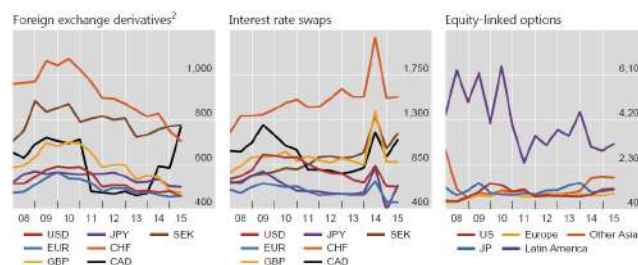 Foreign exchange derivatives²
1,000
800
600
400
08 09 10 11 12 13 14 15
USD JPY SEK
EUR CHF
GBP CAD
Interest rate swaps
1,750
1,300
850
400
08 09 10 11 12 13 14 15
USD JPY SEK
EUR CHF
GBP CAD
Equity-linked options
6,10
2,30
40
08 09 10 11 12 13 14 15
US Europe Other Asia
JP Latin America